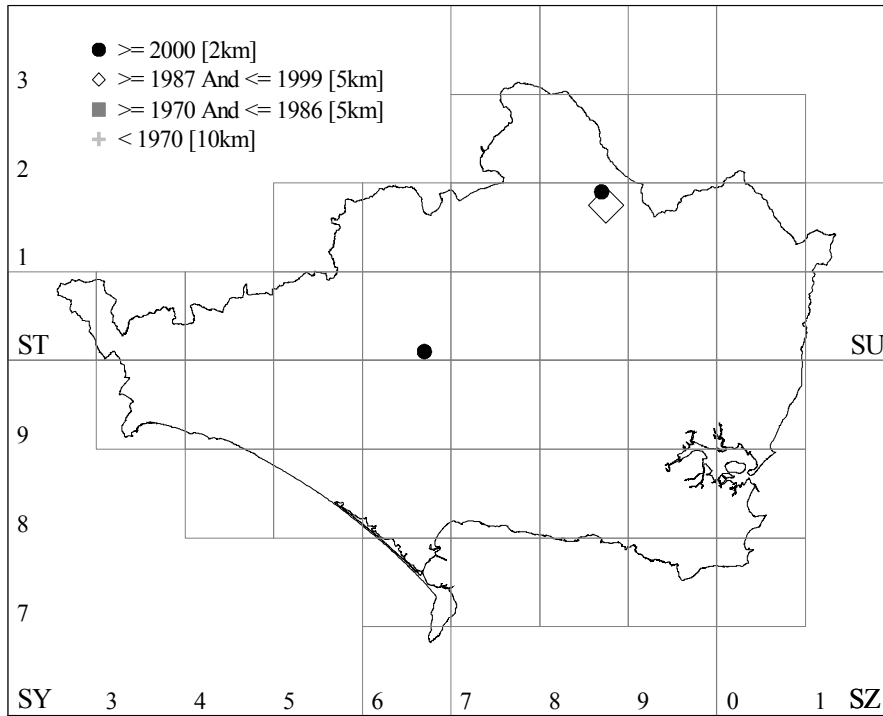 >= 2000 [2km]
>= 1987 And <= 1999 [5km]
>= 1970 And <= 1986 [5km]
< 1970 [10km]
3
2
1
ST SU
9
8
7
SY 3 4 5 6 7 8 9 0 1 SZ